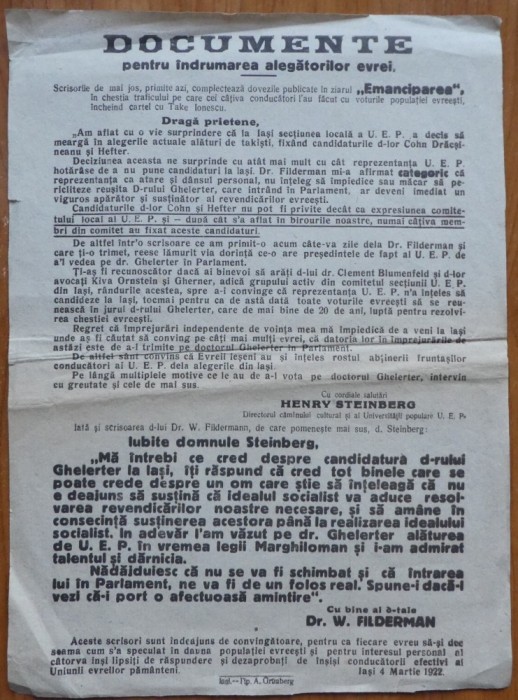 DOCUMENTE
pentru îndrumarea alegătorilor evrei.
Scrisorile de mai jos, primite azi, complectează dovezile publicate în ziarul „Emanciparea",
în chestia traficului pe care cei câțiva conducători l'au făcut cu voturile populației evreești,
încheind cartel cu Take Ionescu.
Dragă prietene,
„Am aflat cu o vie surprindere că la Iași secțiunea locală a U. E. P. a decis să
meargă în alegerile actuale alături de takiști, fixând candidaturile d-lor Cohn Drăcși-
neanu și Hefter.
Deciziunea aceasta ne surprinde cu atât mai mult cu cât reprezentanța U. E. P.
hotărâse de a nu pune candidaturi la Iași. Dr. Filderman mi-a afirmat categoric că
reprezentanța ca atare și dânsul personal, nu înțeleg să împiedice sau măcar să pe-
ricliteze reușita D-rului Ghelerter, care intrând în Parlament, ar deveni imediat un
viguros apărător și susținător al revendicărilor evreești.
Candidaturile d-lor Cohn și Hefter nu pot fi privite decât ca expresiunea comite-
tului local al U. E. P. și — după cât s'a aflat în birourile noastre, numai câțiva mem-
bri din comitet au fixat aceste candidaturi.
De altfel într'o scrisoare ce am primit-o acum câte-va zile dela Dr. Filderman și
care ți-o trimet, reese lămurit via dorință ce-o are președintele de fapt al U. E. P. de
a'l vedea pe dr. Ghelerter în Parlament.
Ți-aș fi recunoscător dacă ai binevoi să arăți d-lui dr. Clement Blumenfeld și d-lor
avocați Kiva Ornstein și Gherner, adică grupului activ din comitetul secțiunii U. E. P.
din Iași, rândurile acestea, spre a-i convinge că reprezentanța U. E. P. n'a înțeles să
candideze la Iași, tocmai pentru ca de astă dată toate voturile evreești să se reu-
nească în jurul d-rului Ghelerter, care de mai bine de 20 de ani, luptă pentru rezolvi-
rea chestiei evreești.
Regret că împrejurări independente de voința mea mă împiedică de a veni la Iași
unde aș fi căutat să conving pe câți mai mulți evrei, că datoria lor în împrejurările de
astăzi este de a-l trimite pe doctorul Ghelerter în Parlament.
De altfel sunt convins că Evreii ieșeni au și înțeles rostul abținerii fruntașilor
conducători ai U. E. P. dela alegerile din Iași.
Pe lângă multiplele motive ce le au de a-l vota pe doctorul Ghelerter, intervin
cu greutate și cele de mai sus.
Cu cordiale salutări
HENRY STEINBERG
Directorul căminului cultural și al Universității populare U. E. P.
Iată și scrisoarea d-lui Dr. W. Fildermann, de care pomenește mai sus, d. Steinberg:
Iubite domnule Steinberg,
„Mă întrebi ce cred despre candidatură d-rului
Ghelerter la Iași, îți răspund că cred tot binele care se
poate crede despre un om care știe să înțeleagă că nu
e deajuns să susțină că idealul socialist va aduce resol-
varea revendicărilor noastre necesare, și să amâne în
consecință susținerea acestora până la realizarea idealului
socialist. In adevăr l'am văzut pe dr. Ghelerter alăturea
de U. E. P. în vremea legii Marghiloman și i-am admirat
talentul și dârnicia.
Nădăjduiesc că nu se va fi schimbat și că întrarea
lui în Parlament, ne va fi de un folos real. Spune-i dacă-l
vezi că-i port o afectuoasă amintire".
Cu bine al d-tale
Dr. W. FILDERMAN
Aceste scrisori sunt îndeajuns de convingătoare, pentru ca fiecare evreu să-și dee
seama cum s'a speculat în dauna populației evreești și pentru interesul personal al
câtorva înși lipsiți de răspundere și dezaprobați de înșiși conducătorii efectivi ai
Uniunii evreilor pământeni. Iași 4 Martie 1922.
Iași.—Tip. A. Grünberg